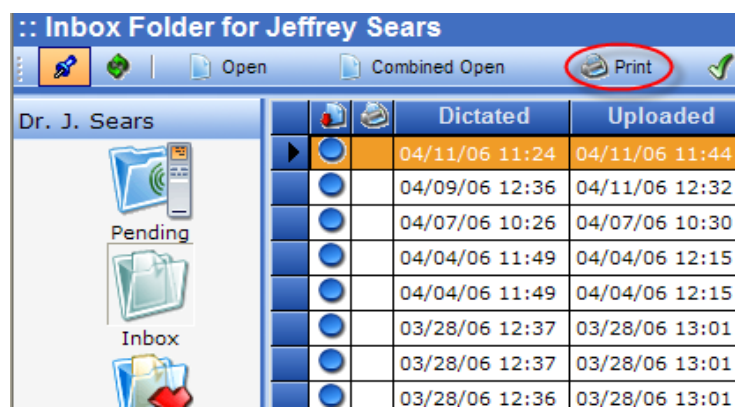 :: Inbox Folder for Jeffrey Sears
Open Combined Open Print
Dr. J. Sears
Dictated Uploaded
04/11/06 11:24 04/11/06 11:44
04/09/06 12:36 04/11/06 12:32
04/07/06 10:26 04/07/06 10:30
Pending
04/04/06 11:49 04/04/06 12:15
04/04/06 11:49 04/04/06 12:15
Inbox
03/28/06 12:37 03/28/06 13:01
03/28/06 12:37 03/28/06 13:01
03/28/06 12:36 03/28/06 13:01